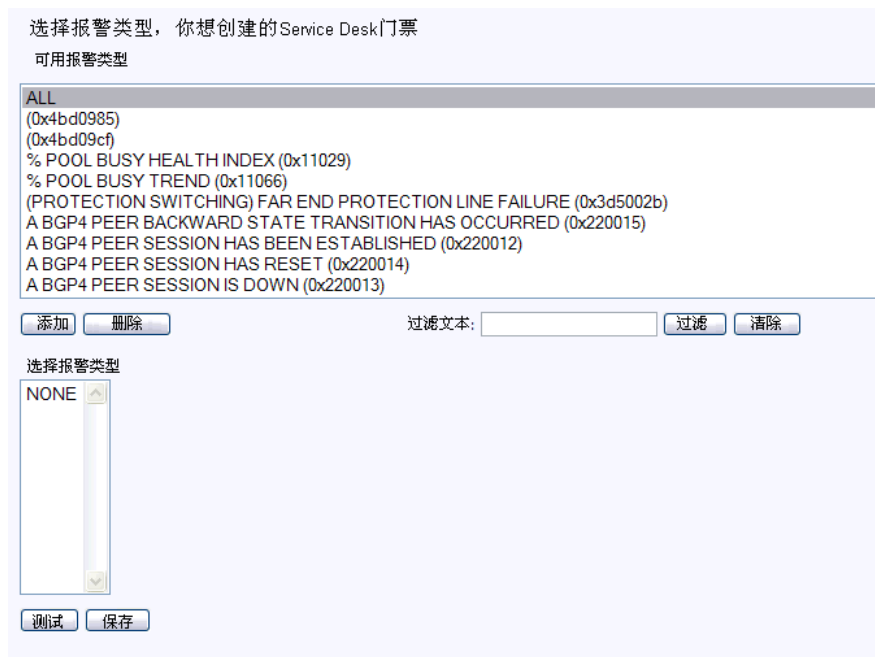 选择报警类型，你想创建的Service Desk门票
可用报警类型
ALL
(0x4bd0985)
(0x4bd09cf)
% POOL BUSY HEALTH INDEX (0x11029)
% POOL BUSY TREND (0x11066)
(PROTECTION SWITCHING) FAR END PROTECTION LINE FAILURE (0x3d5002b)
A BGP4 PEER BACKWARD STATE TRANSITION HAS OCCURRED (0x220015)
A BGP4 PEER SESSION HAS BEEN ESTABLISHED (0x220012)
A BGP4 PEER SESSION HAS RESET (0x220014)
A BGP4 PEER SESSION IS DOWN (0x220013)
添加 删除 过滤文本: 过滤 清除
选择报警类型
NONE
测试 保存